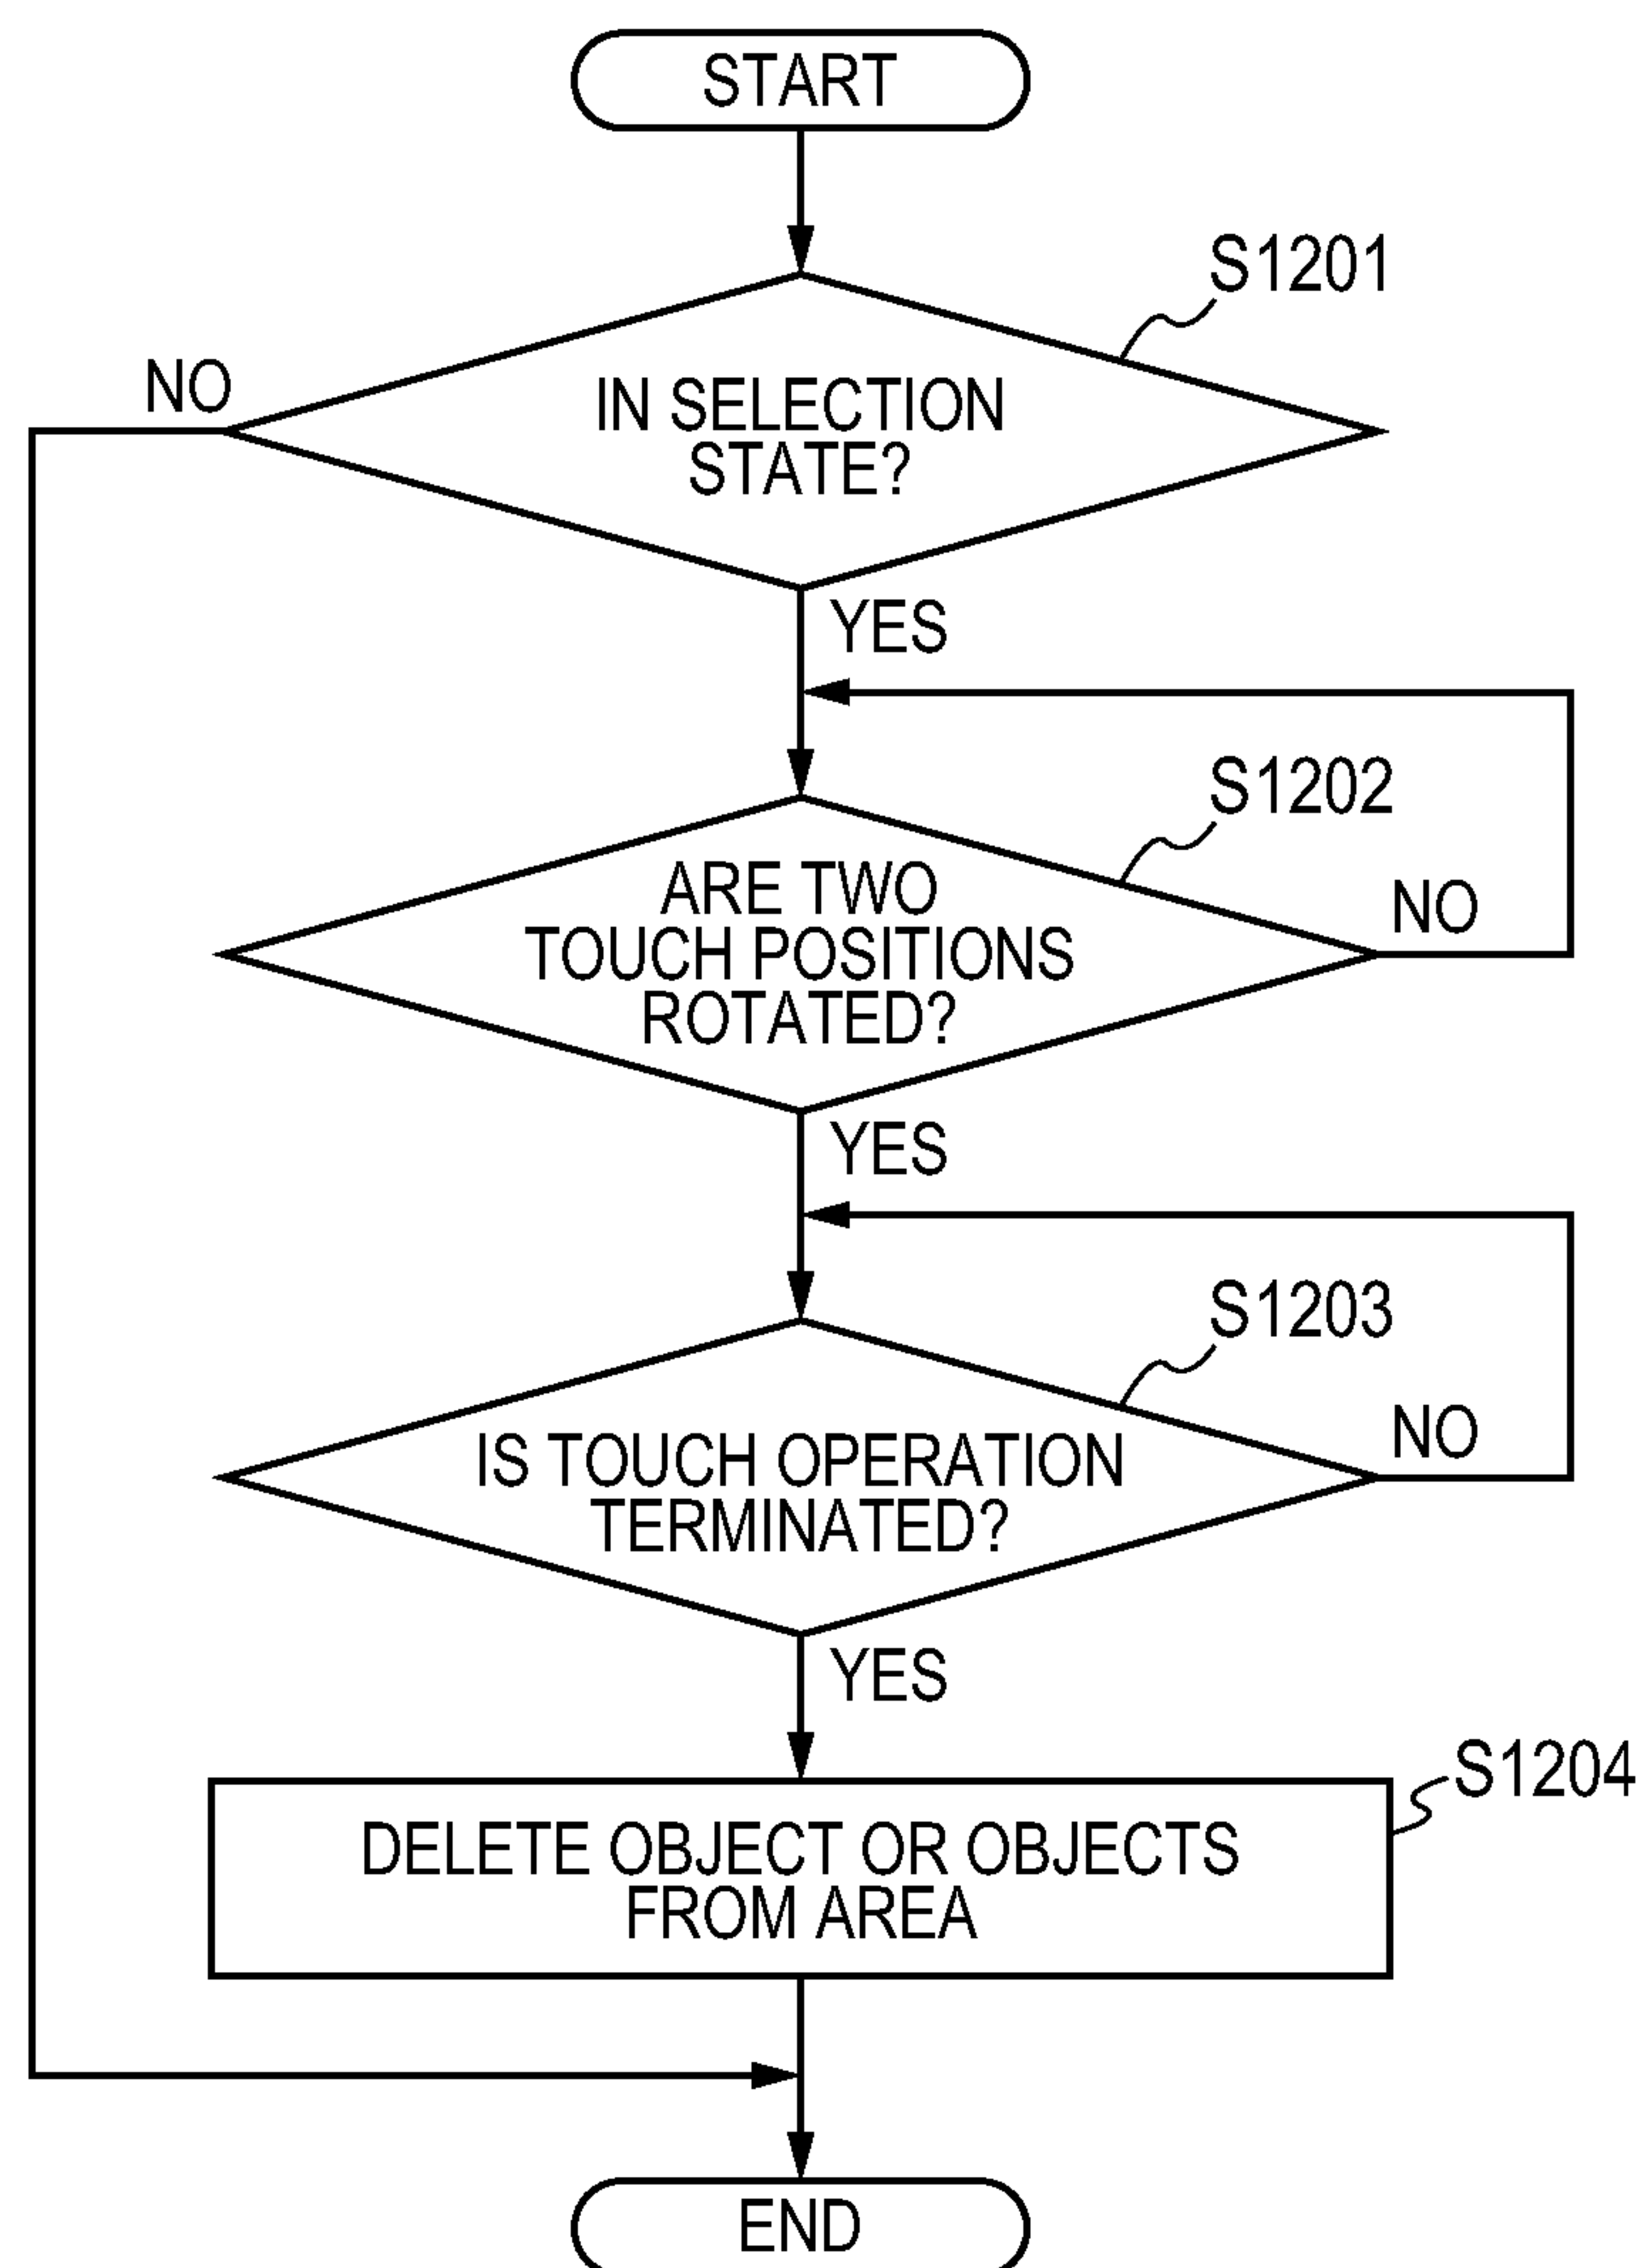 START
S1201
NO
IN SELECTION
STATE?
YES
S1202
ARE TWO
TOUCH POSITIONS
ROTATED?
NO
YES
S1203
IS TOUCH OPERATION
TERMINATED?
NO
YES
S1204
DELETE OBJECT OR OBJECTS
FROM AREA
END